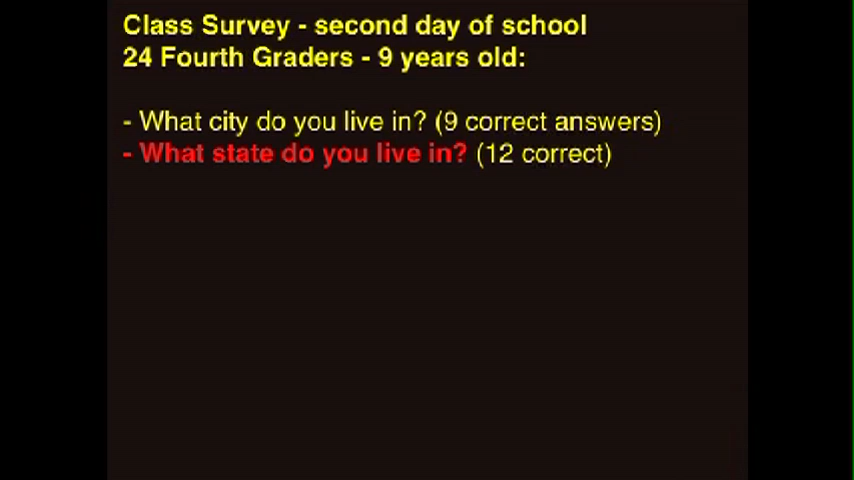 Class Survey - second day of school
24 Fourth Graders - 9 years old:
- What city do you live in? (9 correct answers)
- What state do you live in? (12 correct)